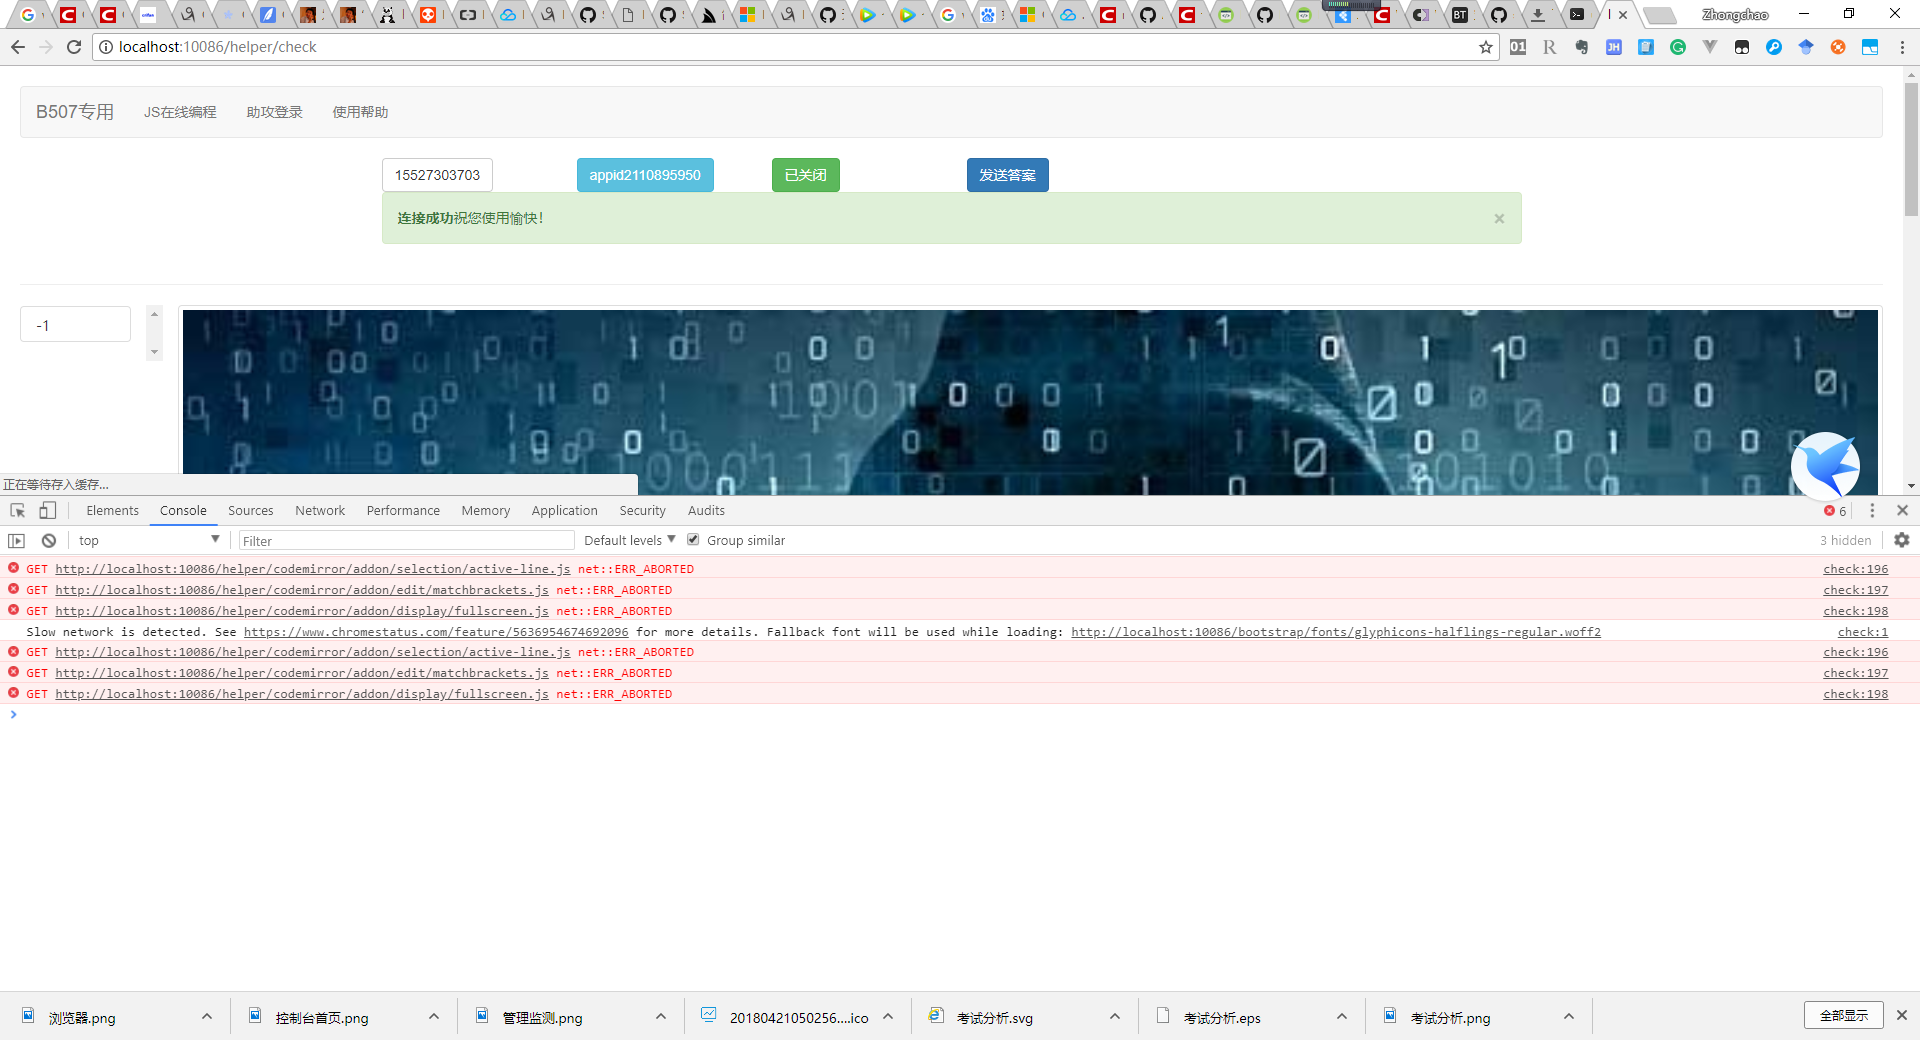 Zhongchao
localhost:10086/helper/check
B507专用 JS在线编程 助攻登录 使用帮助
15527303703 appid2110895950 已关闭 发送答案
连接成功祝您使用愉快!
×
-1
正在等待存入缓存...
Elements Console Sources Network Performance Memory Application Security Audits 6
top Filter Default levels Group similar 3 hidden
GET http://localhost:10086/helper/codemirror/addon/selection/active-line.js net::ERR_ABORTED check:196
GET http://localhost:10086/helper/codemirror/addon/edit/matchbrackets.js net::ERR_ABORTED check:197
GET http://localhost:10086/helper/codemirror/addon/display/fullscreen.js net::ERR_ABORTED check:198
Slow network is detected. See https://www.chromestatus.com/feature/5636954674692096 for more details. Fallback font will be used while loading: http://localhost:10086/bootstrap/fonts/glyphicons-halflings-regular.woff2 check:1
GET http://localhost:10086/helper/codemirror/addon/selection/active-line.js net::ERR_ABORTED check:196
GET http://localhost:10086/helper/codemirror/addon/edit/matchbrackets.js net::ERR_ABORTED check:197
GET http://localhost:10086/helper/codemirror/addon/display/fullscreen.js net::ERR_ABORTED check:198
浏览器.png 控制台首页.png 管理监测.png 20180421050256....ico 考试分析.svg 考试分析.eps 考试分析.png 全部显示